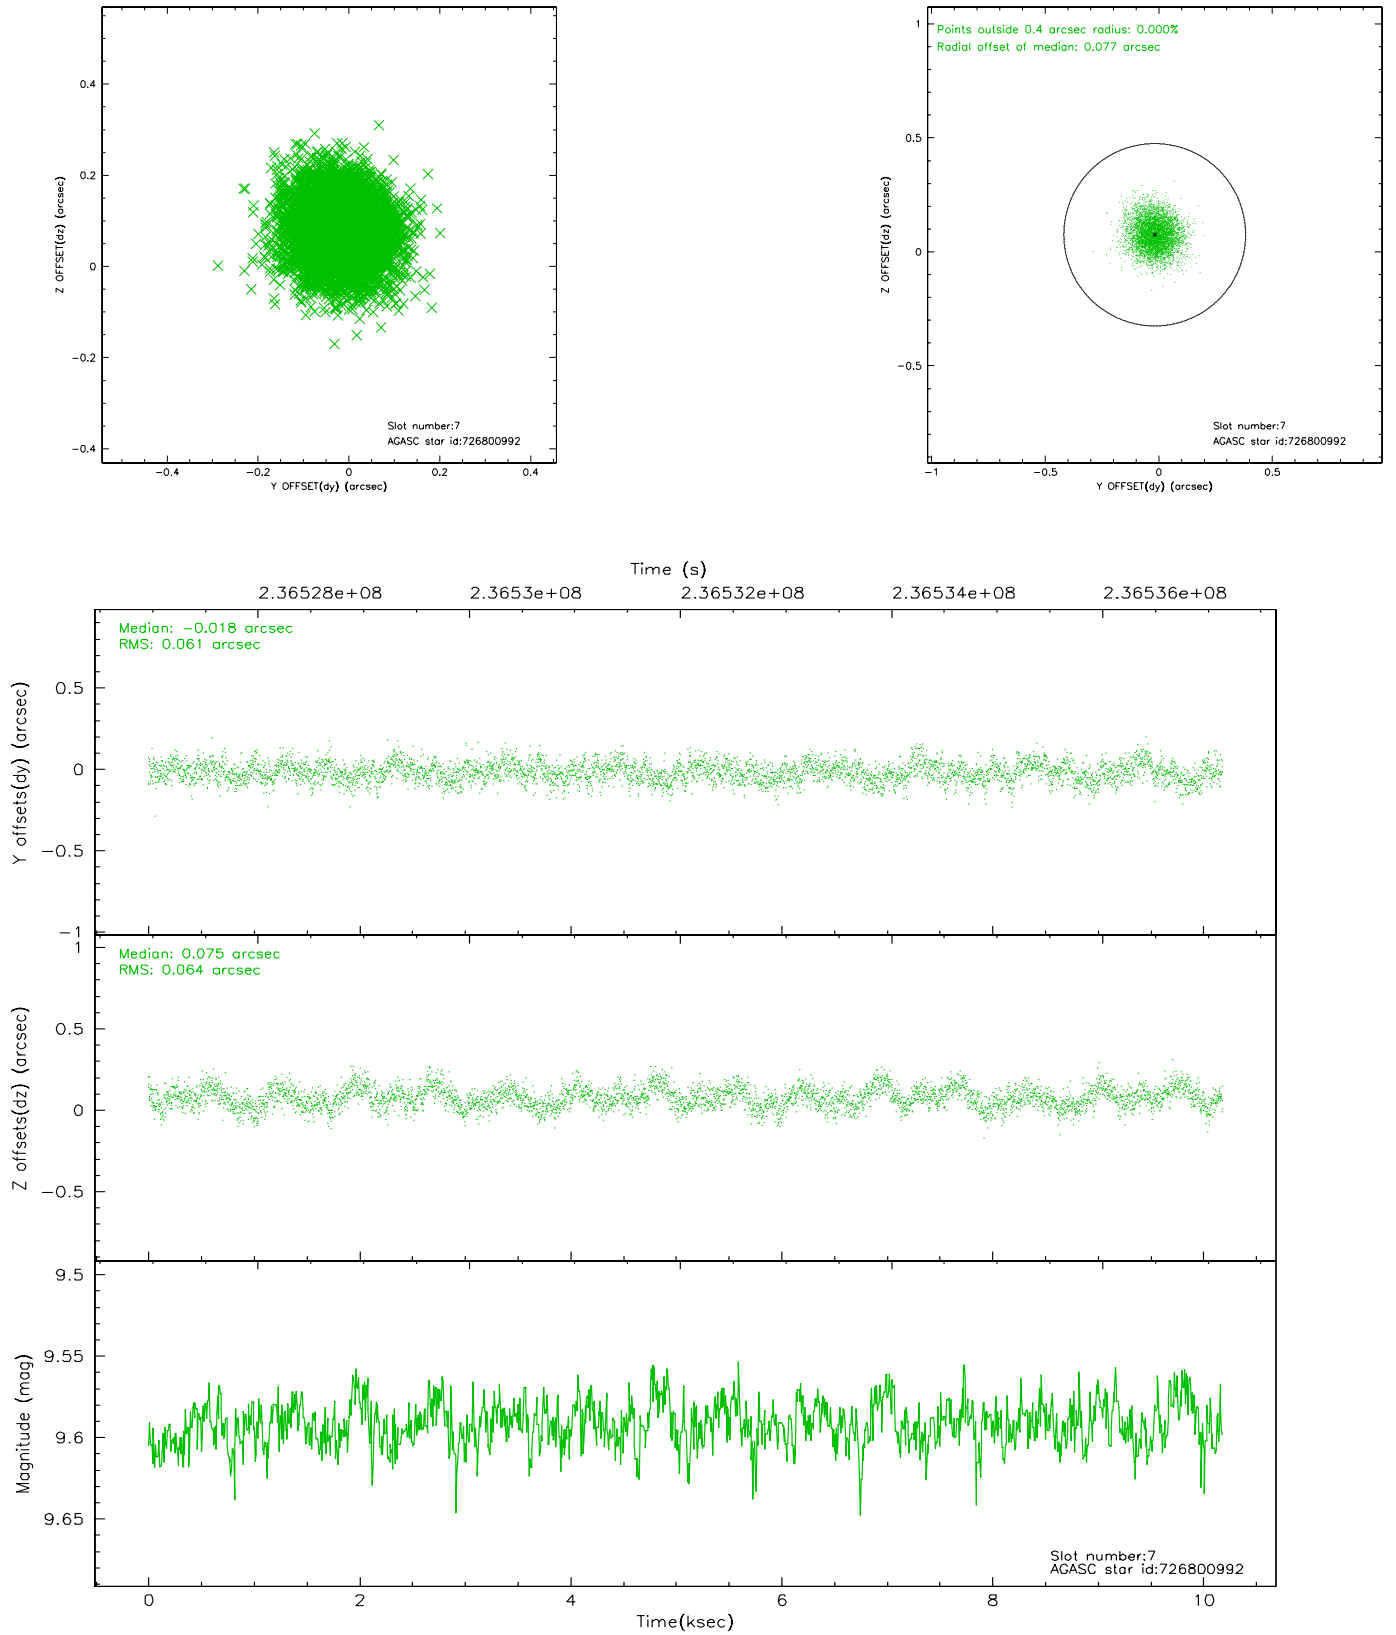 0.4
0.2
0
−0.2
−0.4
Z OFFSET(dz) (arcsec)
Slot number:7
AGASC star id:726800992
−0.4 −0.2 0 0.2 0.4
Y OFFSET(dy) (arcsec)
Points outside 0.4 arcsec radius: 0.000%
Radial offset of median: 0.077 arcsec
1
0.5
0
−0.5
Z OFFSET(dz) (arcsec)
Slot number:7
AGASC star id:726800992
−1 −0.5 0 0.5
Y OFFSET(dy) (arcsec)
Time (s)
2.36528e+08 2.3653e+08 2.36532e+08 2.36534e+08 2.36536e+08
Median: −0.018 arcsec
RMS: 0.061 arcsec
0.5
0
−0.5
−1
Y offsets(dy) (arcsec)
Median: 0.075 arcsec
RMS: 0.064 arcsec
1
0.5
0
−0.5
Z offsets(dz) (arcsec)
9.5
9.55
9.6
9.65
Magnitude (mag)
Slot number:7
AGASC star id:726800992
0 2 4 6 8 10
Time(ksec)